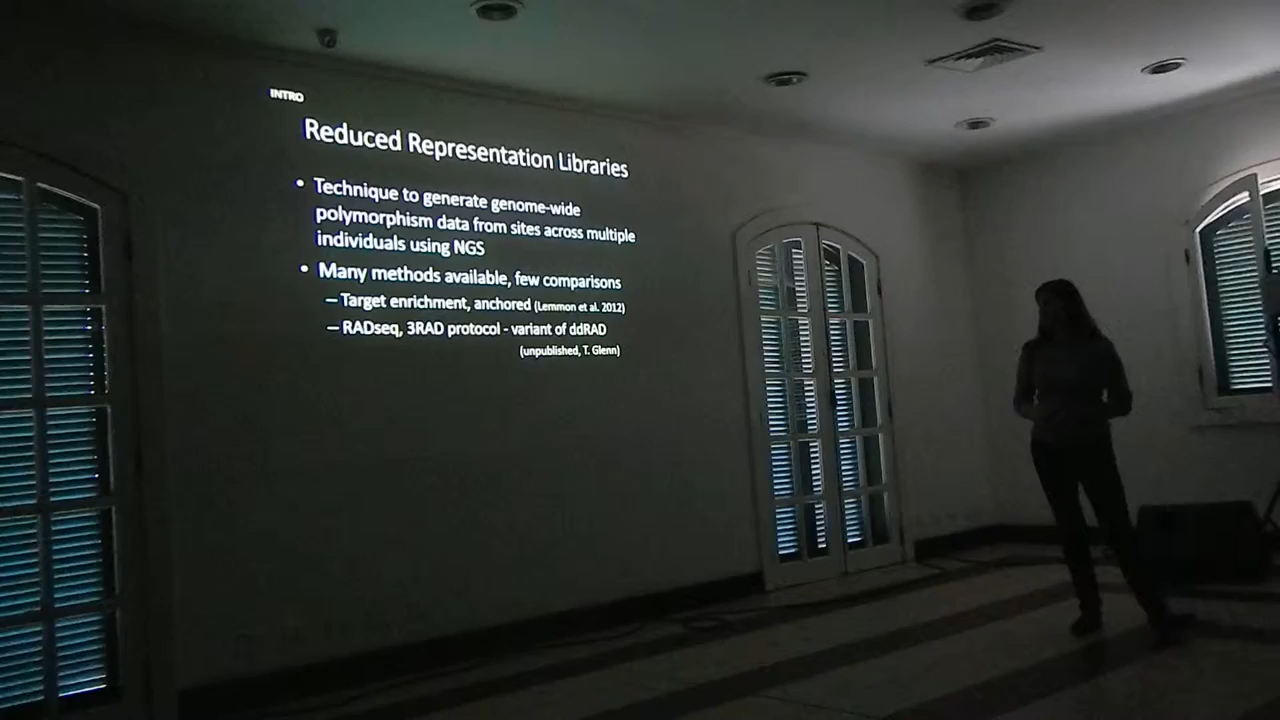 INTRO
Reduced Representation Libraries
• Technique to generate genome-wide
polymorphism data from sites across multiple
individuals using NGS
• Many methods available, few comparisons
– Target enrichment, anchored (Lemmon et al. 2012)
– RADseq, 3RAD protocol - variant of ddRAD
(unpublished, T. Glenn)